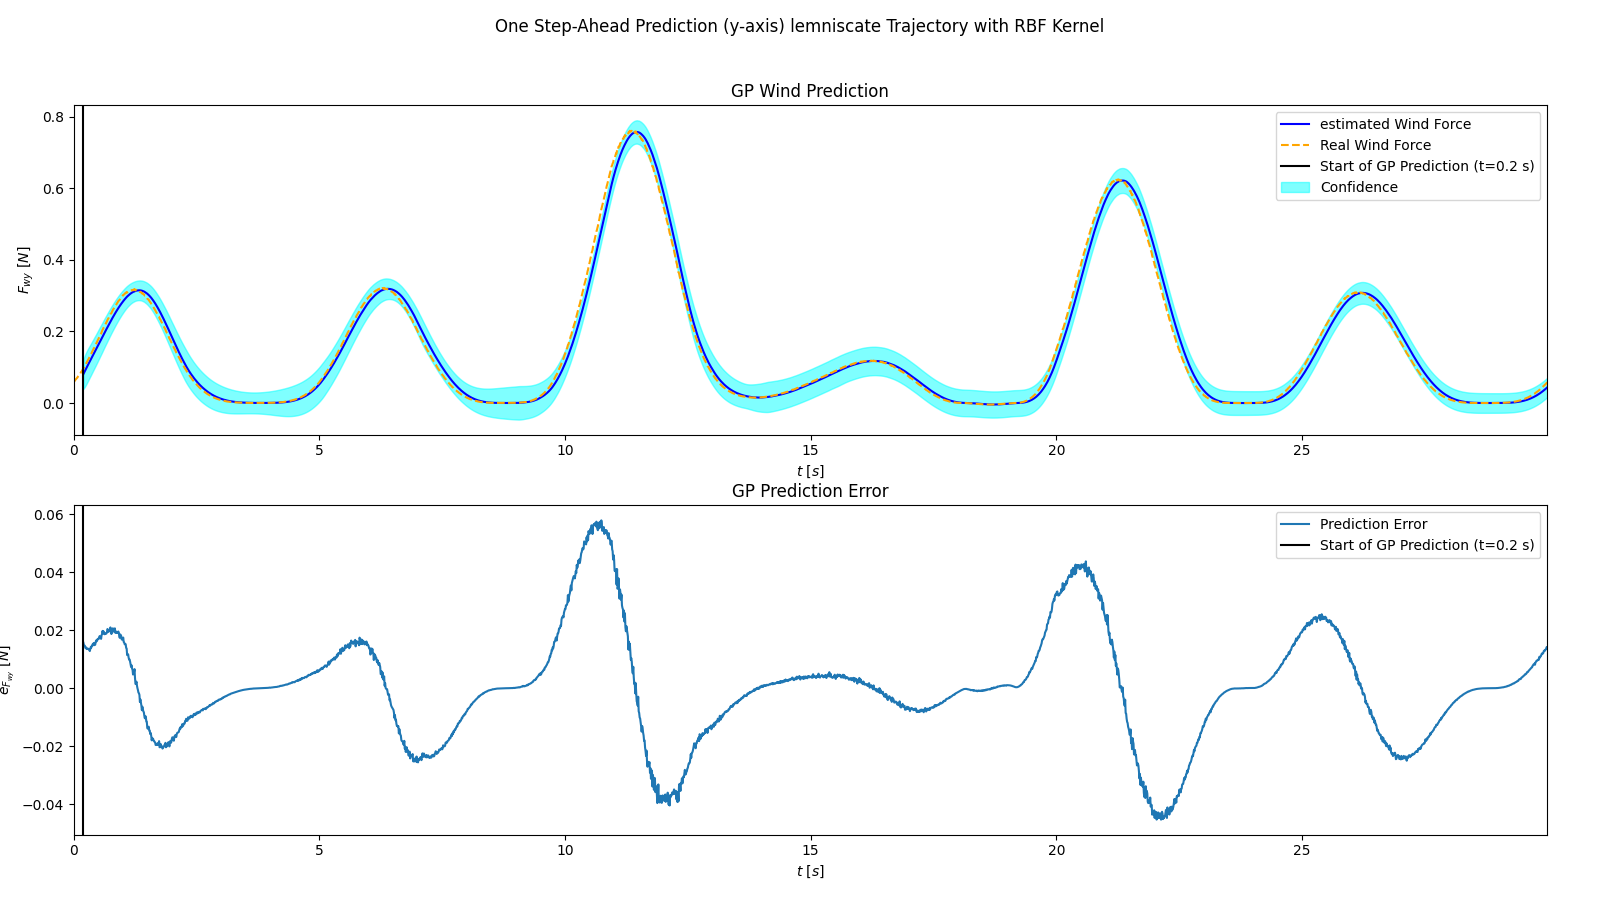 One Step-Ahead Prediction (y-axis) lemniscate Trajectory with RBF Kernel
GP Wind Prediction
0.8
0.6
0.4
0.2
0.0
F_wy [N]
estimated Wind Force
Real Wind Force
Start of GP Prediction (t=0.2 s)
Confidence
0 5 10 15 20 25
t [s]
GP Prediction Error
0.06
0.04
0.02
0.00
−0.02
−0.04
e_F_wy [N]
Prediction Error
Start of GP Prediction (t=0.2 s)
0 5 10 15 20 25
t [s]